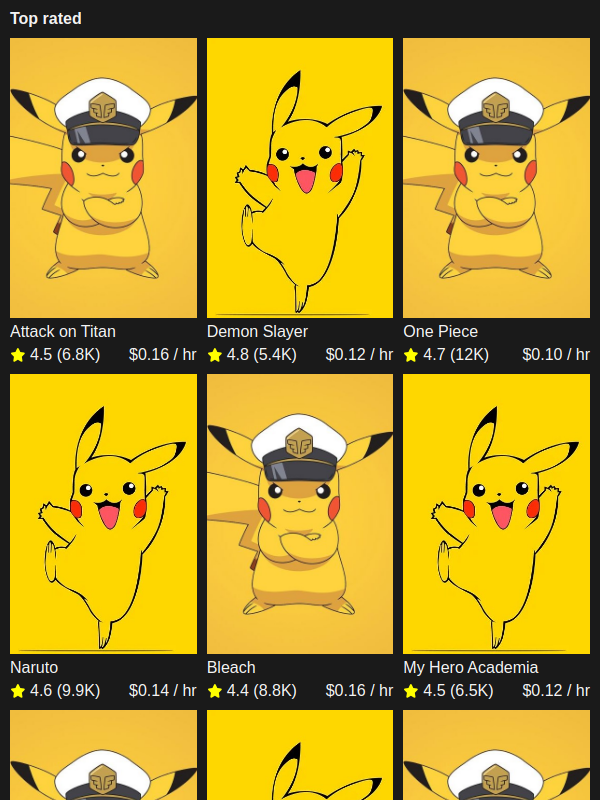 Top rated
Attack on Titan
4.5 (6.8K) $0.16 / hr
Demon Slayer
4.8 (5.4K) $0.12 / hr
One Piece
4.7 (12K) $0.10 / hr
Naruto
4.6 (9.9K) $0.14 / hr
Bleach
4.4 (8.8K) $0.16 / hr
My Hero Academia
4.5 (6.5K) $0.12 / hr